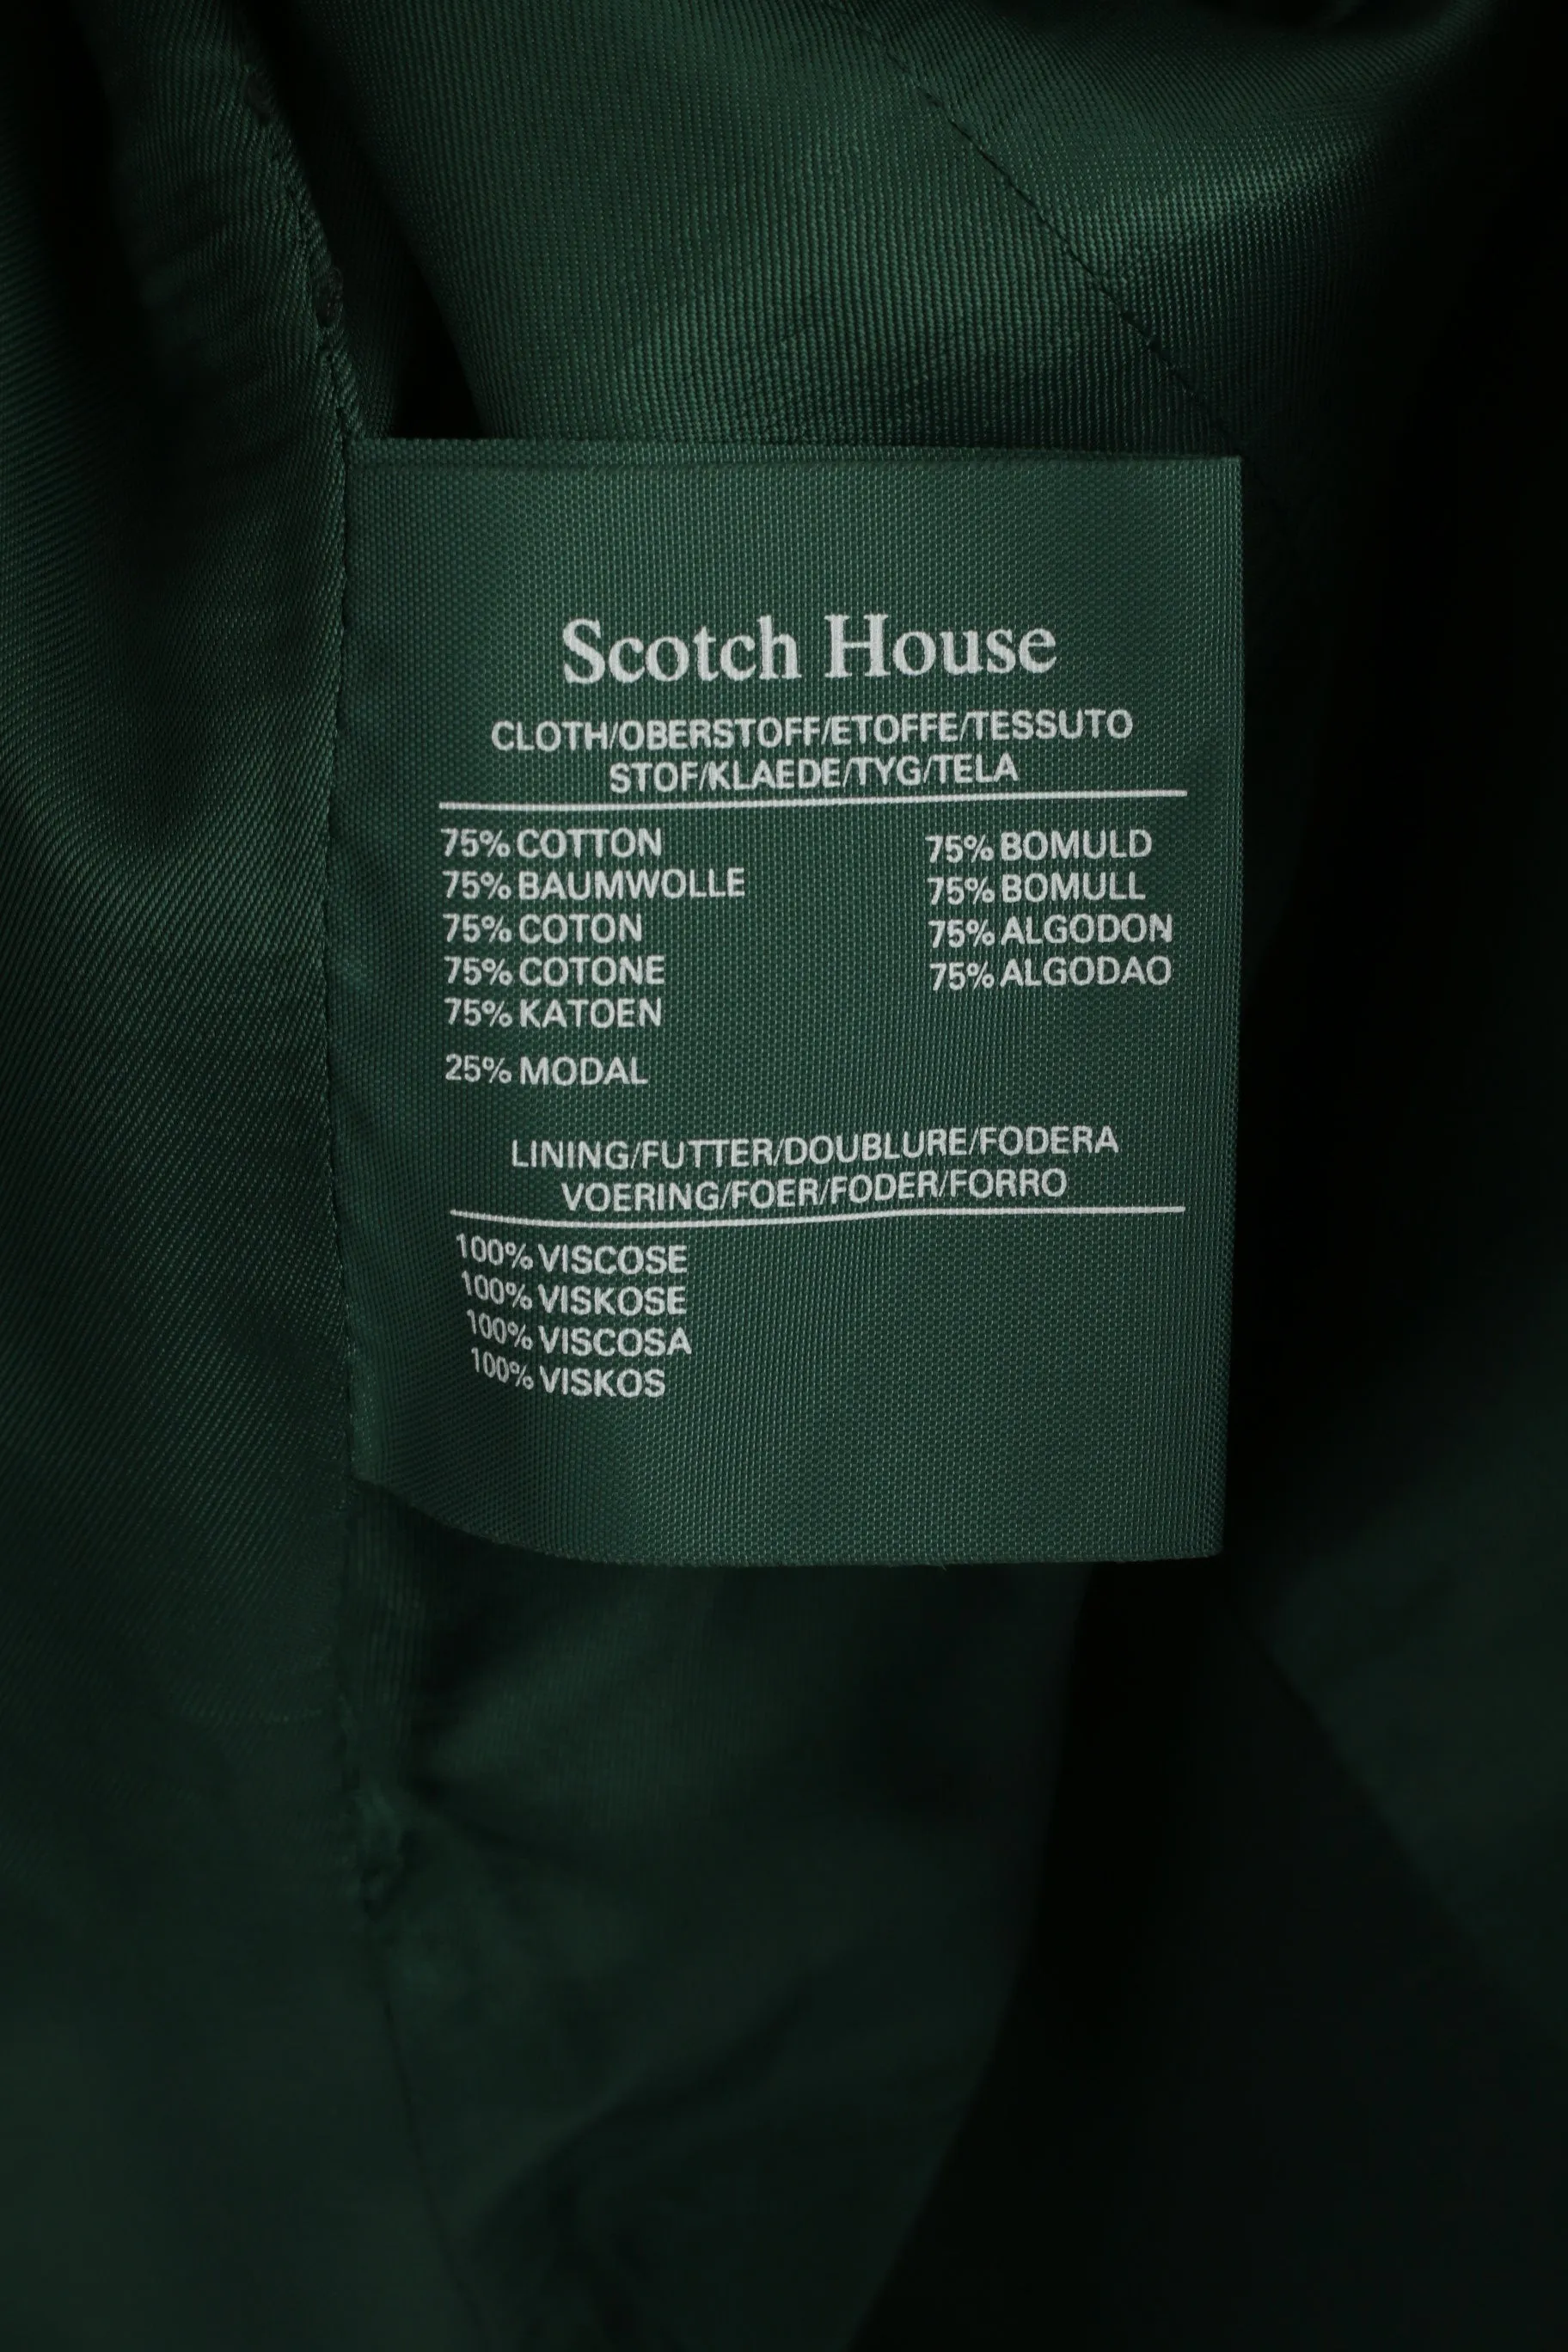 Scotch House
CLOTH/OBERSTOFF/ETOFFE/TESSUTO
STOF/KLAEDE/TYG/TELA
75% COTTON
75% BAUMWOLLE
75% COTON
75% COTONE
75% KATOEN
25% MODAL
75% BOMULD
75% BOMULL
75% ALGODON
75% ALGODAO
LINING/FUTTER/DOUBLURE/FODERA
VOERING/FOER/FODER/FORRO
100% VISCOSE
100% VISKOSE
100% VISCOSA
100% VISKOS